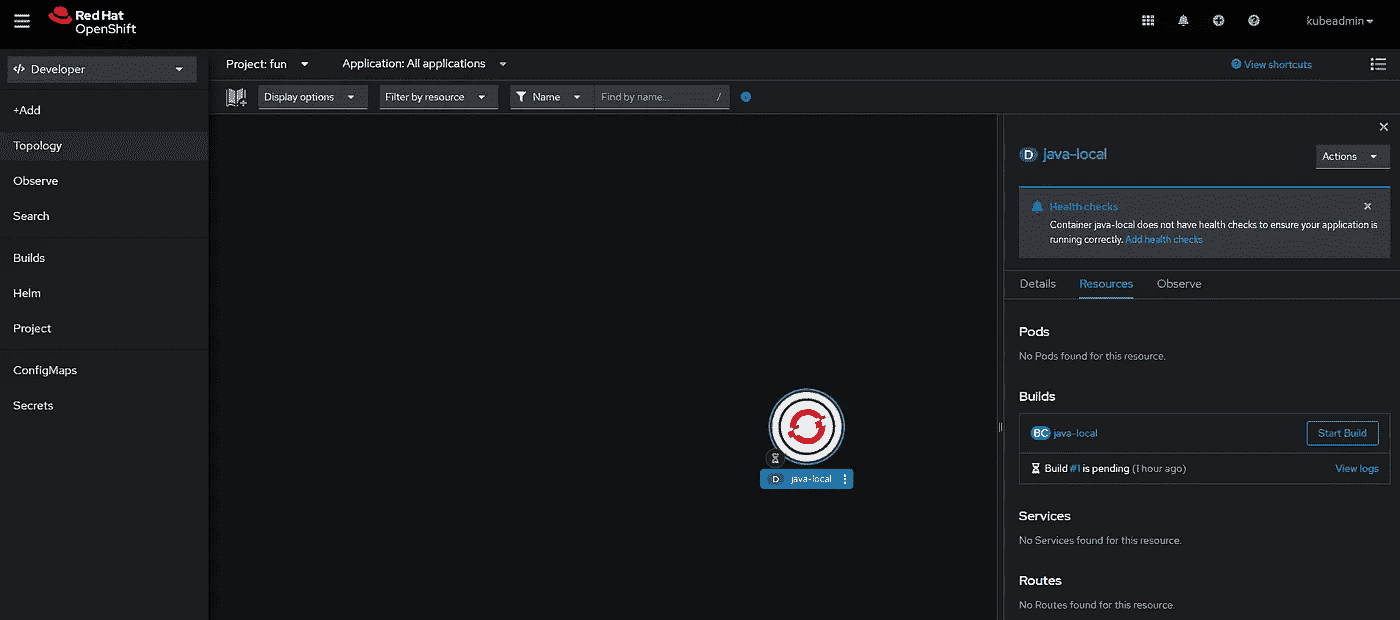 Red Hat
OpenShift
kubeadmin
Developer
+Add
Topology
Observe
Search
Builds
Helm
Project
ConfigMaps
Secrets
Project: fun
Application: All applications
View shortcuts
Display options
Filter by resource
Name
Find by name...
/
D java-local
D java-local
Actions
Health checks
Container java-local does not have health checks to ensure your application is
running correctly. Add health checks
Details Resources Observe
Pods
No Pods found for this resource.
Builds
BC java-local
Start Build
Build #1 is pending (1 hour ago)
View logs
Services
No Services found for this resource.
Routes
No Routes found for this resource.